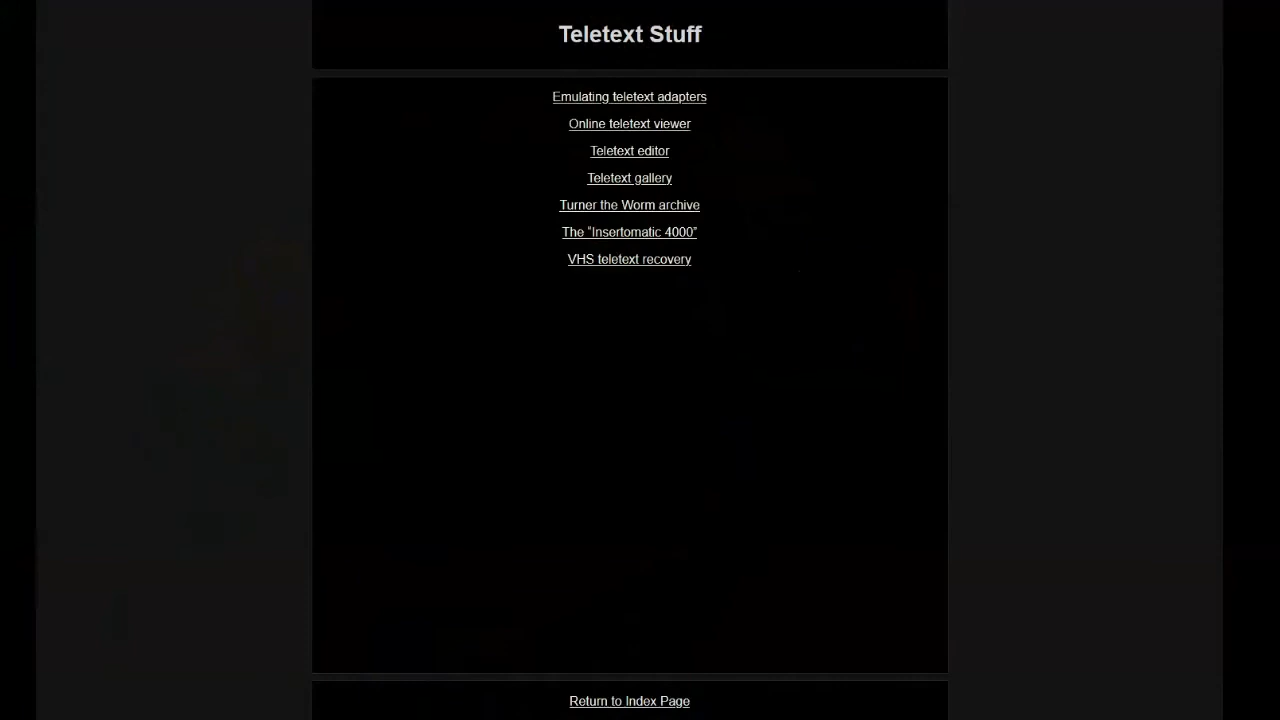 Teletext Stuff
Emulating teletext adapters
Online teletext viewer
Teletext editor
Teletext gallery
Turner the Worm archive
The "Insertomatic 4000"
VHS teletext recovery
Return to Index Page